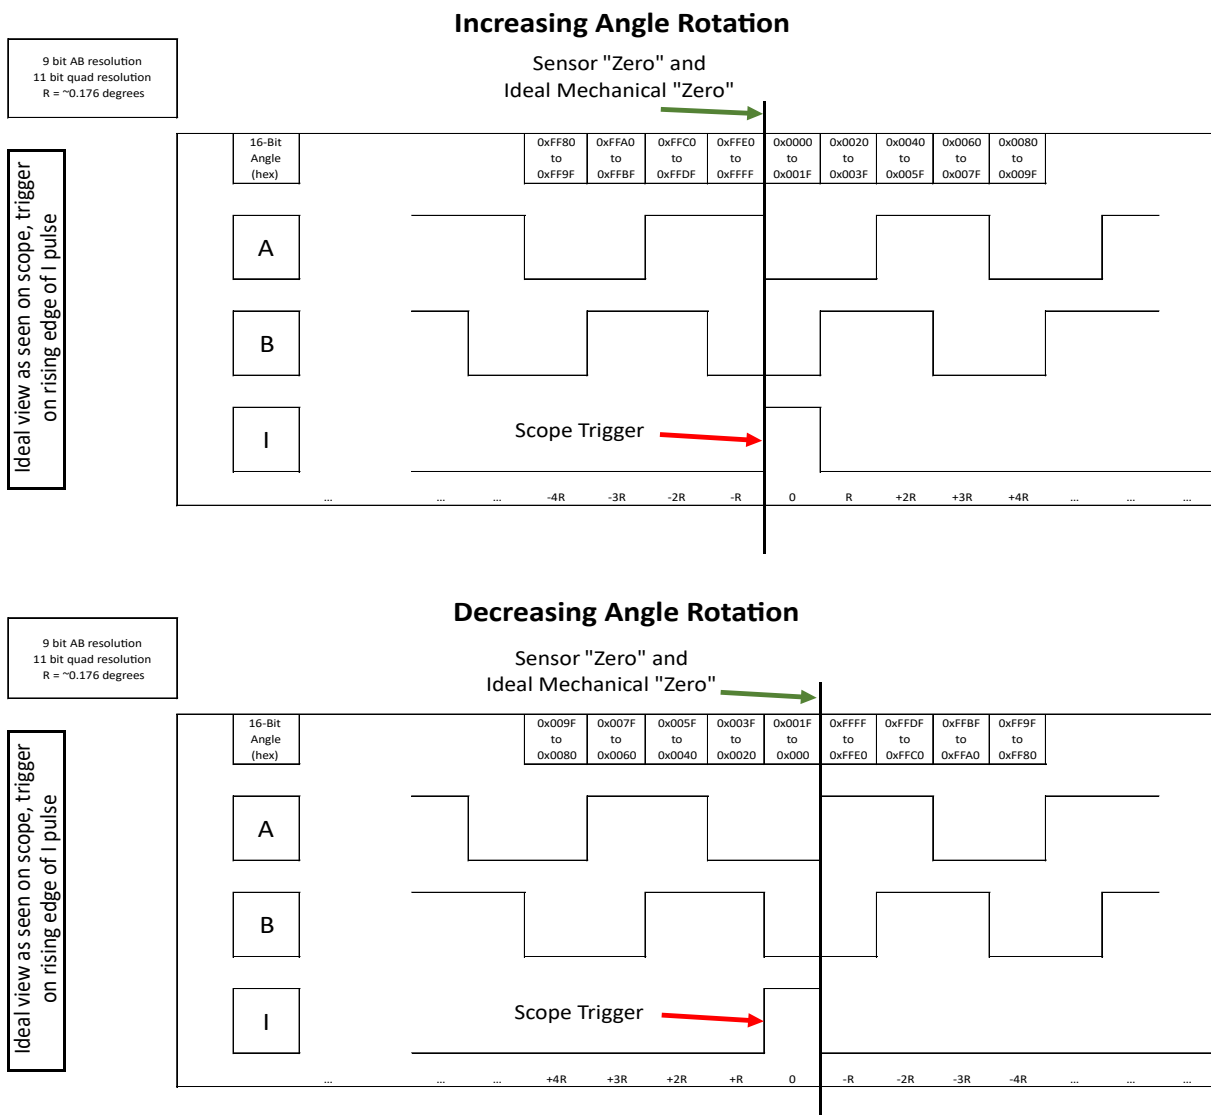 Increasing Angle Rotation
9 bit AB resolution
11 bit quad resolution
R = ~0.176 degrees
Sensor "Zero" and
Ideal Mechanical "Zero"
Ideal view as seen on scope, trigger
on rising edge of I pulse
16-Bit
Angle
(hex)
0xFF80 0xFFA0 0xFFC0 0xFFE0 0x0000 0x0020 0x0040 0x0060 0x0080
to to to to to to to to to
0xFF9F 0xFFBF 0xFFDF 0xFFFF 0x001F 0x003F 0x005F 0x007F 0x009F
A
B
I
Scope Trigger
... ... ... -4R -3R -2R -R 0 R +2R +3R +4R ... ... ...
Decreasing Angle Rotation
9 bit AB resolution
11 bit quad resolution
R = ~0.176 degrees
Sensor "Zero" and
Ideal Mechanical "Zero"
Ideal view as seen on scope, trigger
on rising edge of I pulse
16-Bit
Angle
(hex)
0x009F 0x007F 0x005F 0x003F 0x001F 0xFFFF 0xFFDF 0xFFBF 0xFF9F
to to to to to to to to to
0x0080 0x0060 0x0040 0x0020 0x000 0xFFE0 0xFFC0 0xFFA0 0xFF80
A
B
I
Scope Trigger
... ... ... +4R +3R +2R +R 0 -R -2R -3R -4R ... ... ...